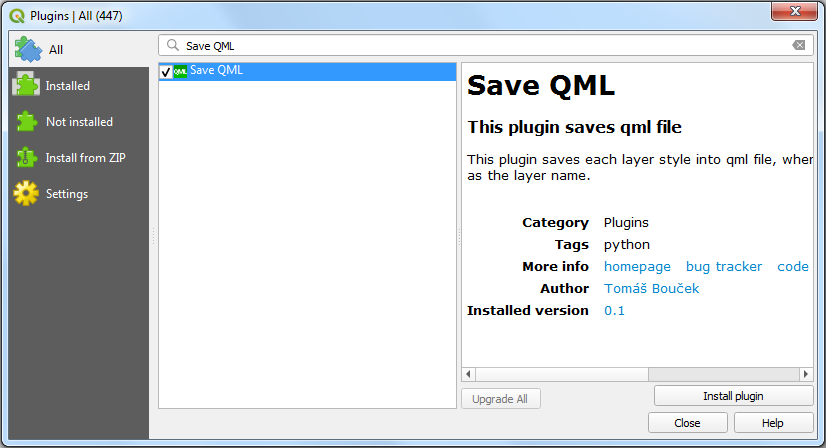 Plugins | All (447)
All
Installed
Not installed
Install from ZIP
Settings
Save QML
QML Save QML
Save QML
This plugin saves qml file
This plugin saves each layer style into qml file, wher
as the layer name.
Category Plugins
Tags python
More info homepage bug tracker code
Author Tomáš Bouček
Installed version 0.1
Upgrade All
Install plugin
Close
Help